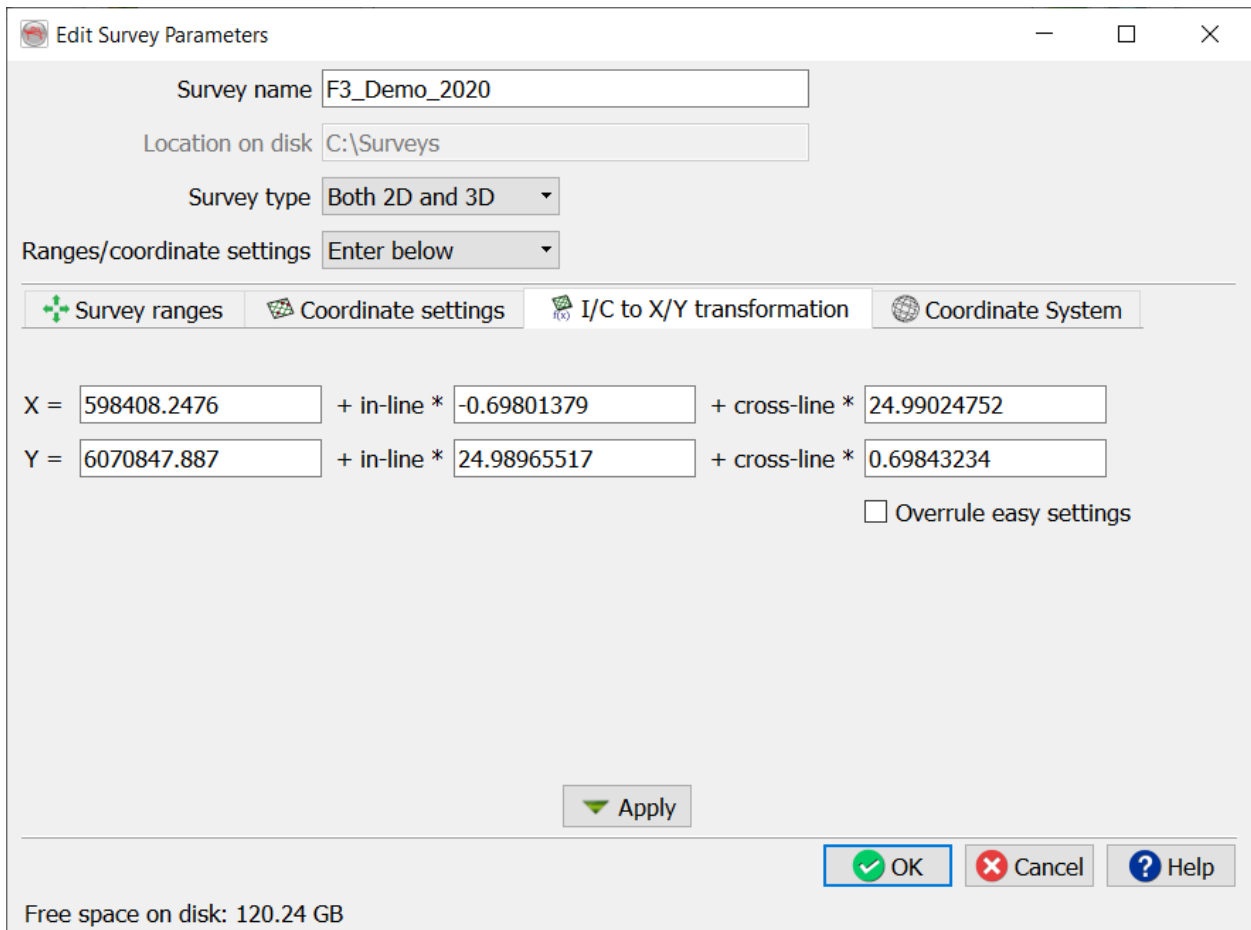 Edit Survey Parameters
Survey name F3_Demo_2020
Location on disk C:\Surveys
Survey type Both 2D and 3D
Ranges/coordinate settings Enter below
Survey ranges Coordinate settings f(x) I/C to X/Y transformation Coordinate System
X = 598408.2476 + in-line * -0.69801379 + cross-line * 24.99024752
Y = 6070847.887 + in-line * 24.98965517 + cross-line * 0.69843234
Overrule easy settings
Apply
OK Cancel ? Help
Free space on disk: 120.24 GB